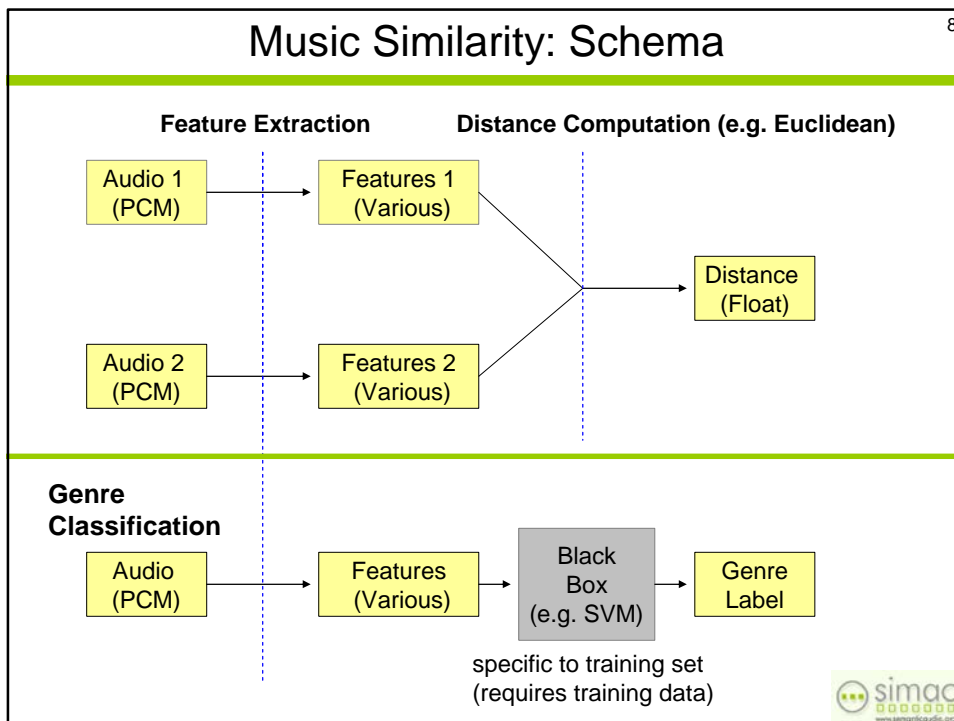 Music Similarity: Schema
8
Feature Extraction
Distance Computation (e.g. Euclidean)
Audio 1
(PCM)
Features 1
(Various)
Distance
(Float)
Audio 2
(PCM)
Features 2
(Various)
Genre
Classification
Audio
(PCM)
Features
(Various)
Black
Box
(e.g. SVM)
Genre
Label
specific to training set
(requires training data)
simac